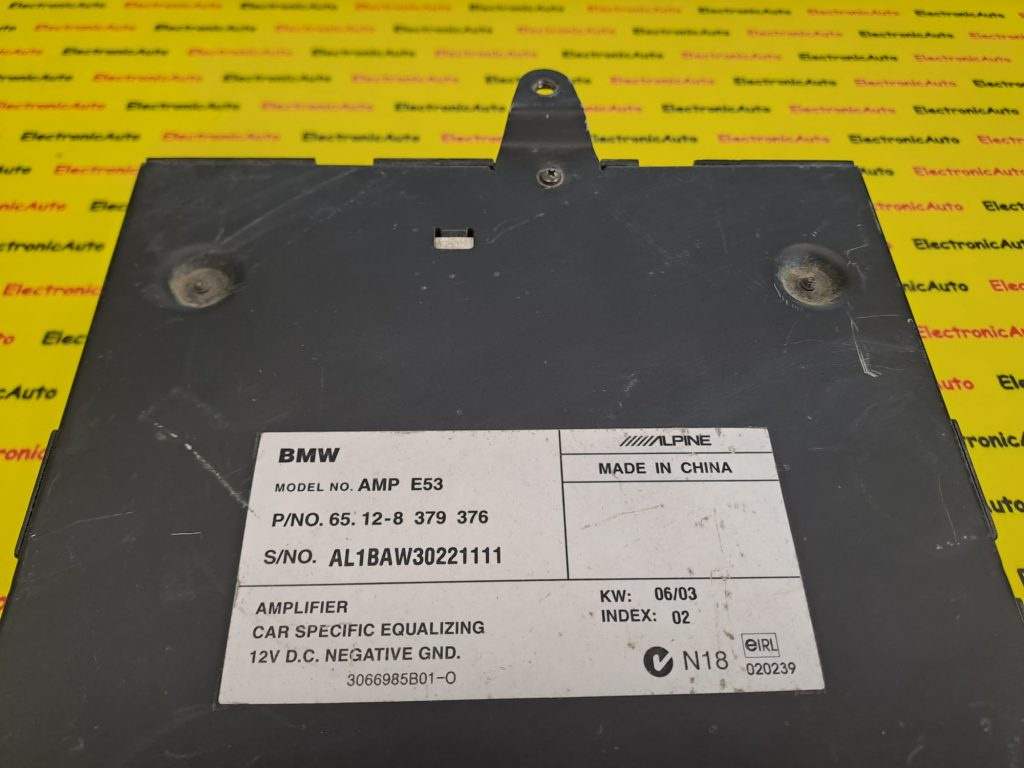 BMW
MODEL NO. AMP E53
P/NO. 65. 12-8 379 376
S/NO. AL1BAW30221111
ALPINE
MADE IN CHINA
AMPLIFIER
CAR SPECIFIC EQUALIZING
12V D.C. NEGATIVE GND.
3066985B01-O
KW: 06/03
INDEX: 02
N18
eIRL
020239
ElectronicAuto